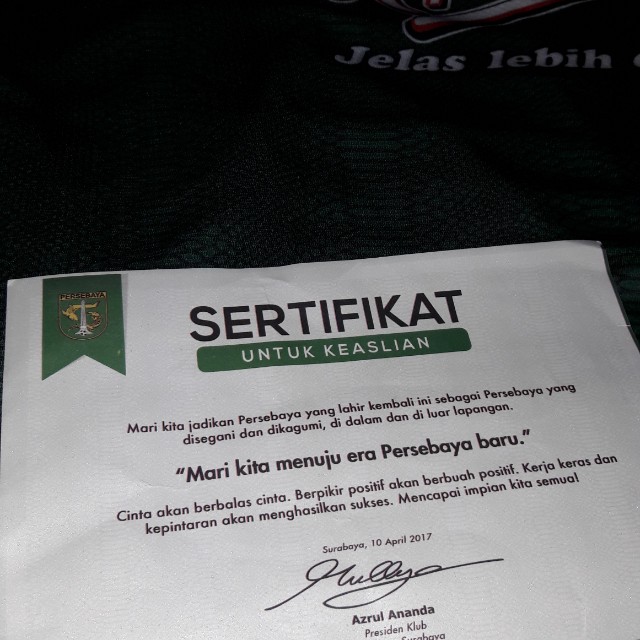 Jelas lebih
PERSEBAYA
SERTIFIKAT
UNTUK KEASLIAN
Mari kita jadikan Persebaya yang lahir kembali ini sebagai Persebaya yang
disegani dan dikagumi, di dalam dan di luar lapangan.
“Mari kita menuju era Persebaya baru.”
Cinta akan berbalas cinta. Berpikir positif akan berbuah positif. Kerja keras dan
kepintaran akan menghasilkan sukses. Mencapai impian kita semua!
Surabaya, 10 April 2017
Azrul Ananda
Presiden Klub
Surabaya